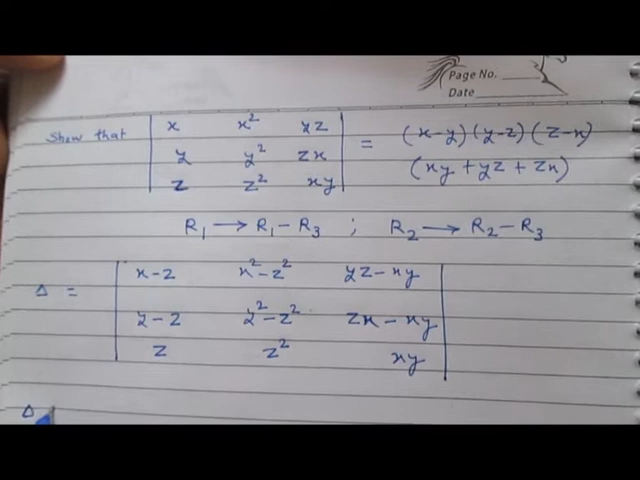 Page No.
Date
Show that | x x² yz | = (x-y)(y-z)(z-x)
| y y² zx | (xy + yz + zx)
| z z² xy |
R₁ → R₁ - R₃ ; R₂ → R₂ - R₃
Δ = | x-z x²-z² yz-xy |
| y-z y²-z² zx-xy |
| z z² xy |
Δ